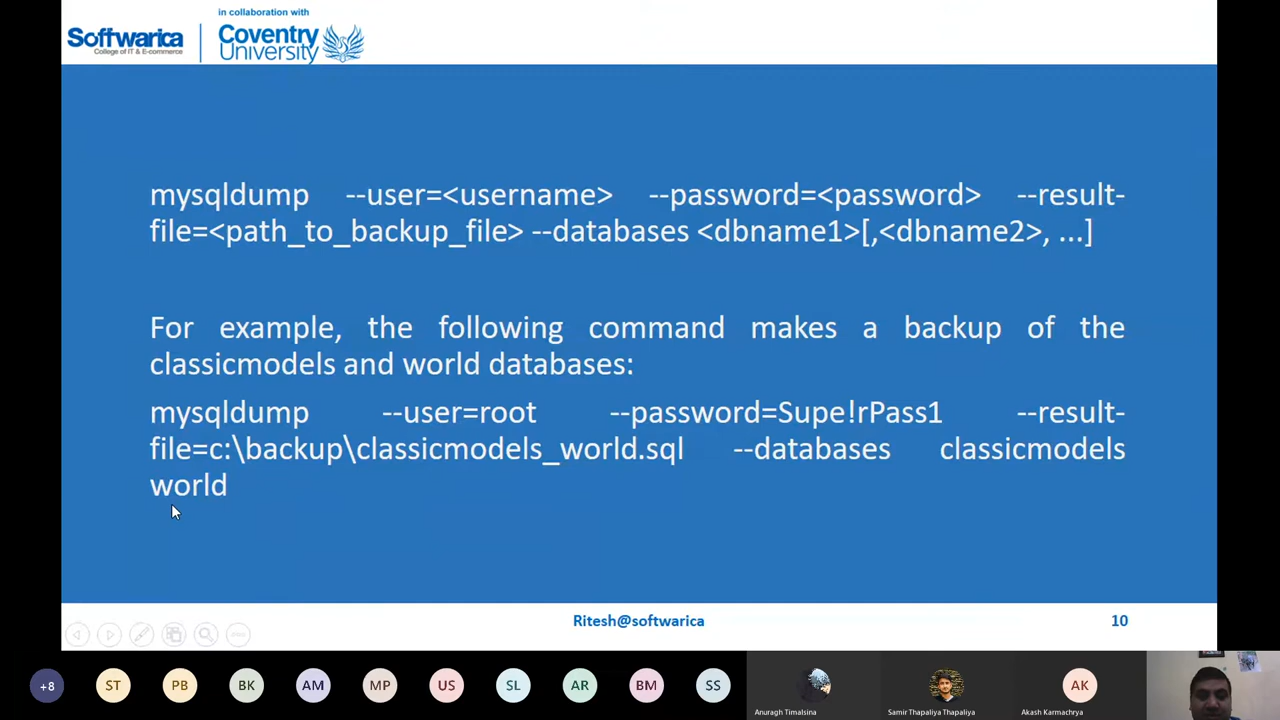 in collaboration with
Softwarica
College of IT & E-commerce
Coventry
University
mysqldump --user=<username> --password=<password> --result-
file=<path_to_backup_file> --databases <dbname1>[,<dbname2>, ...]
For example, the following command makes a backup of the
classicmodels and world databases:
mysqldump --user=root --password=Supe!rPass1 --result-
file=c:\backup\classicmodels_world.sql --databases classicmodels
world
Ritesh@softwarica
10
+8
ST
PB
BK
AM
MP
US
SL
AR
BM
SS
AK
Anuragh Timalsina
Samir Thapaliya Thapaliya
Akash Karmachrya